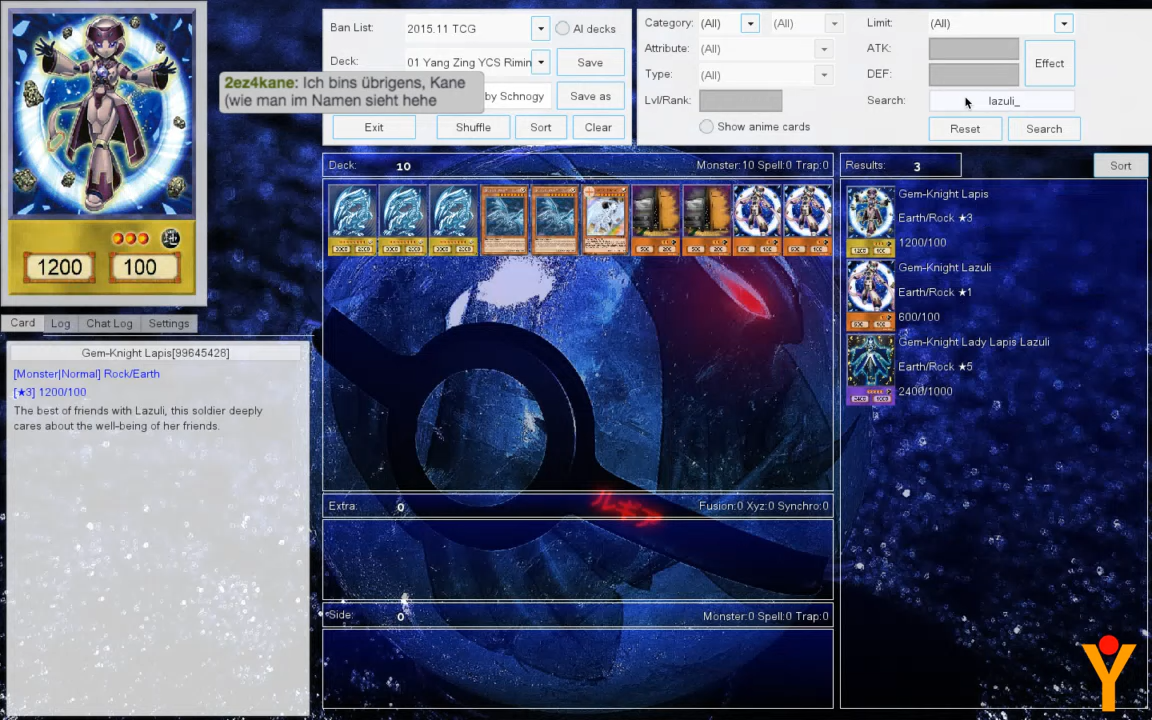 1200
100
Card
Log
Chat Log
Settings
Gem-Knight Lapis[99645428]
[Monster|Normal] Rock/Earth
[★3] 1200/100
The best of friends with Lazuli, this soldier deeply
cares about the well-being of her friends.
2ez4kane: Ich bins übrigens, Kane
(wie man im Namen sieht hehe
Ban List:
2015.11 TCG
AI decks
Deck:
01 Yang Zing YCS Rimin
Save
by Schnogy
Save as
Exit
Shuffle
Sort
Clear
Category:
(All)
(All)
Limit:
(All)
Attribute:
(All)
ATK:
Effect
Type:
(All)
DEF:
Lvl/Rank:
Search:
lazuli_
Show anime cards
Reset
Search
Deck:
10
Monster:10 Spell:0 Trap:0
Results:
3
Sort
Gem-Knight Lapis
Earth/Rock ★3
1200/100
Gem-Knight Lazuli
Earth/Rock ★1
600/100
Gem-Knight Lady Lapis Lazuli
Earth/Rock ★5
2400/1000
ルギア
Extra:
0
Fusion:0 Xyz:0 Synchro:0
Side:
0
Monster:0 Spell:0 Trap:0